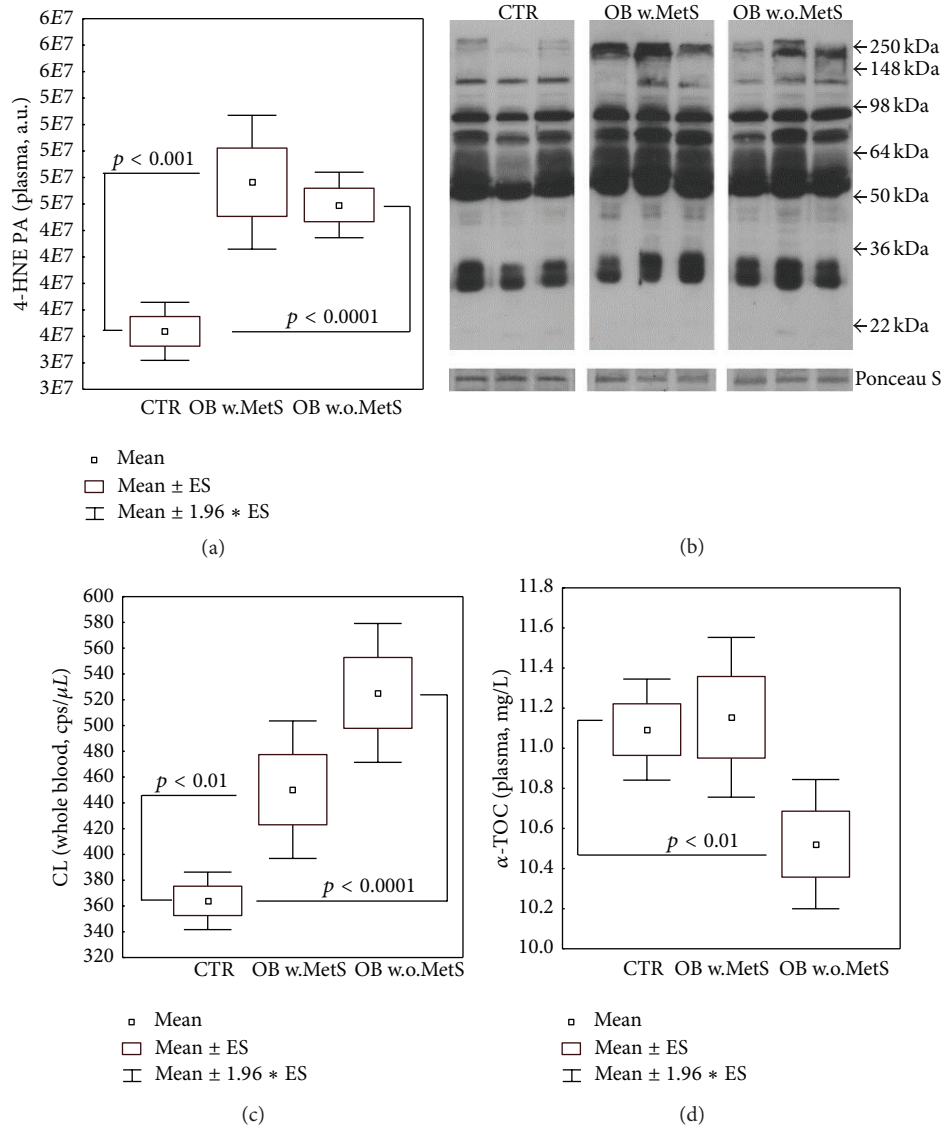 4-HNE PA (plasma, a.u.)
6E7
6E7
6E7
5E7
5E7
5E7
5E7
5E7
4E7
4E7
4E7
4E7
4E7
3E7
3E7
p < 0.001
p < 0.0001
CTR OB w.MetS OB w.o.MetS
Mean
Mean ± ES
Mean ± 1.96 ∗ ES
(a)
CTR OB w.MetS OB w.o.MetS
←250 kDa
←148 kDa
←98 kDa
←64 kDa
←50 kDa
←36 kDa
←22 kDa
Ponceau S
(b)
CL (whole blood, cps/μL)
600
580
560
540
520
500
480
460
440
420
400
380
360
340
320
p < 0.01
p < 0.0001
CTR OB w.MetS OB w.o.MetS
Mean
Mean ± ES
Mean ± 1.96 ∗ ES
(c)
α-TOC (plasma, mg/L)
11.8
11.6
11.4
11.2
11.0
10.8
10.6
10.4
10.2
10.0
p < 0.01
CTR OB w.MetS OB w.o.MetS
Mean
Mean ± ES
Mean ± 1.96 ∗ ES
(d)